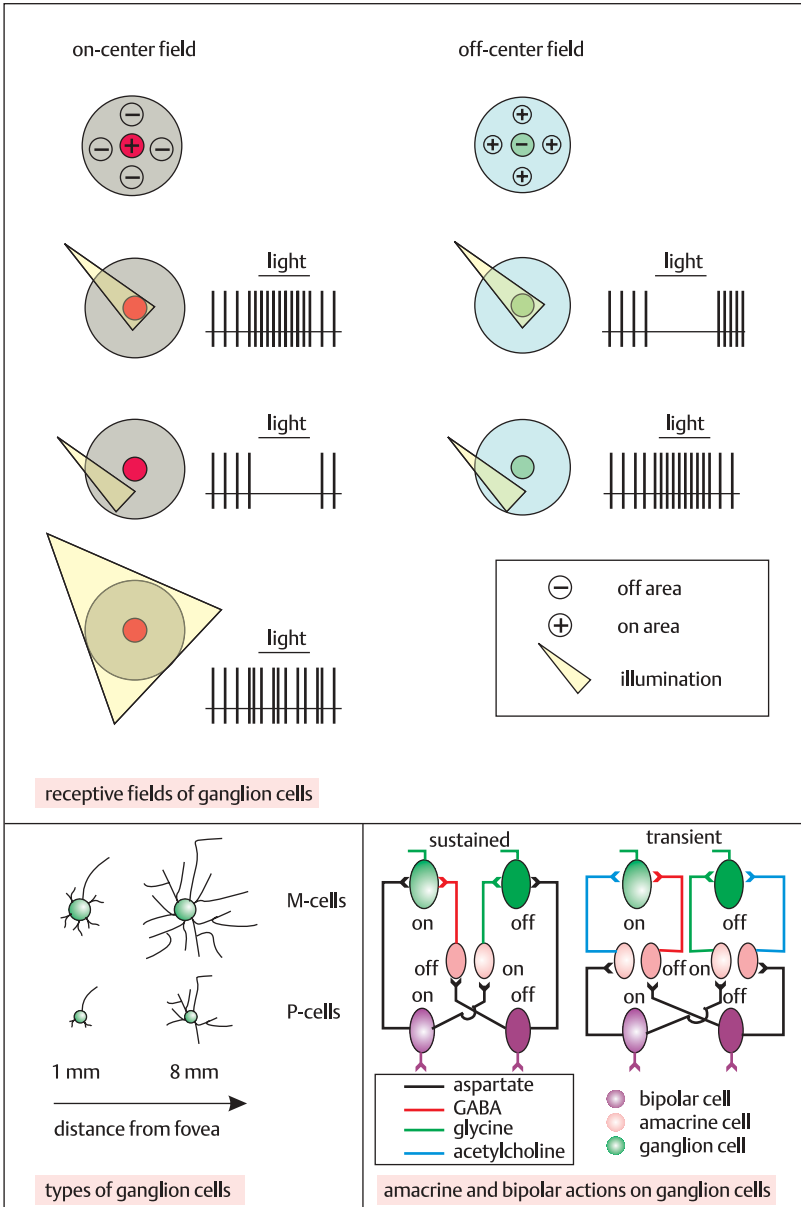 on-center field
off-center field
− + − − −
+ + − + +
light
light
light
light
− off area
+ on area
light
illumination
receptive fields of ganglion cells
M-cells
P-cells
1 mm
8 mm
distance from fovea
types of ganglion cells
sustained
transient
on
off
on
off
off
on
off
on
on
off
on
off
aspartate
GABA
glycine
acetylcholine
bipolar cell
amacrine cell
ganglion cell
amacrine and bipolar actions on ganglion cells